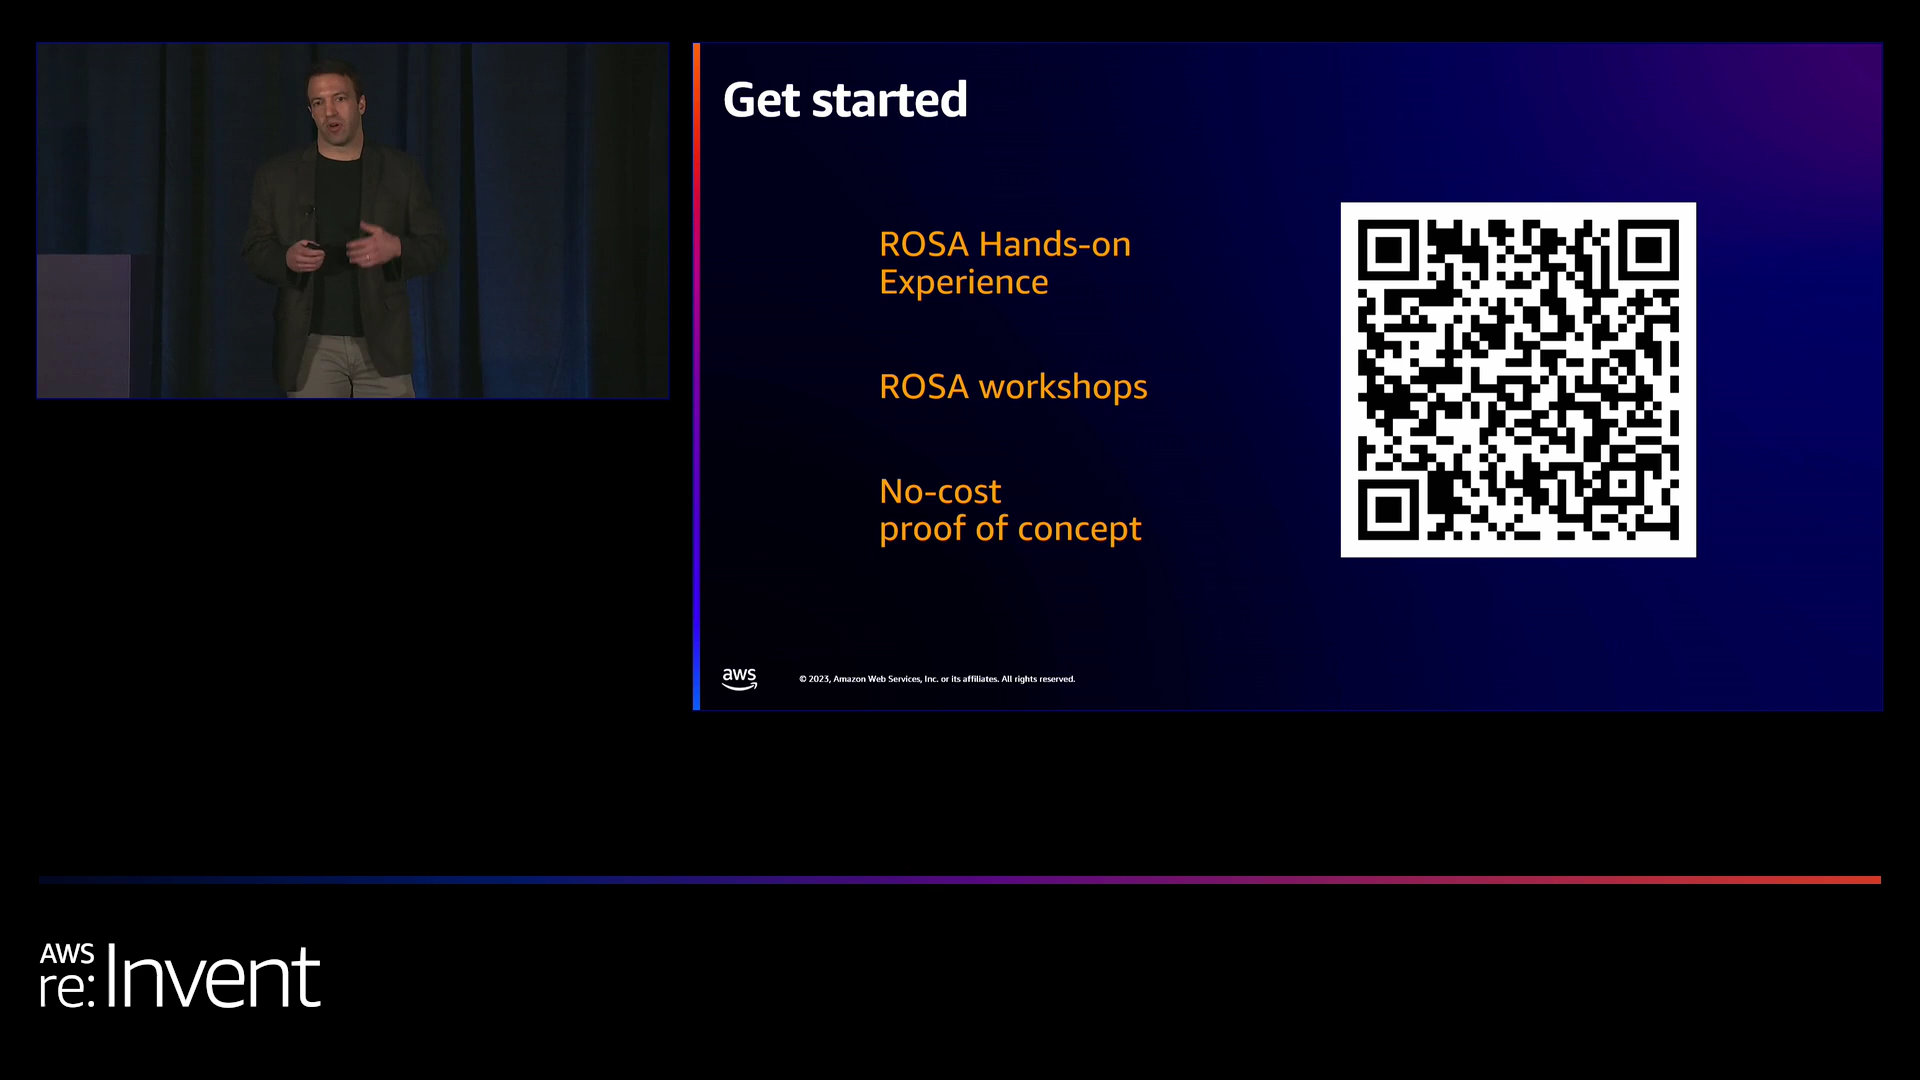 Get started
ROSA Hands-on
Experience
ROSA workshops
No-cost
proof of concept
aws
© 2023, Amazon Web Services, Inc. or its affiliates. All rights reserved.
AWS
re:Invent